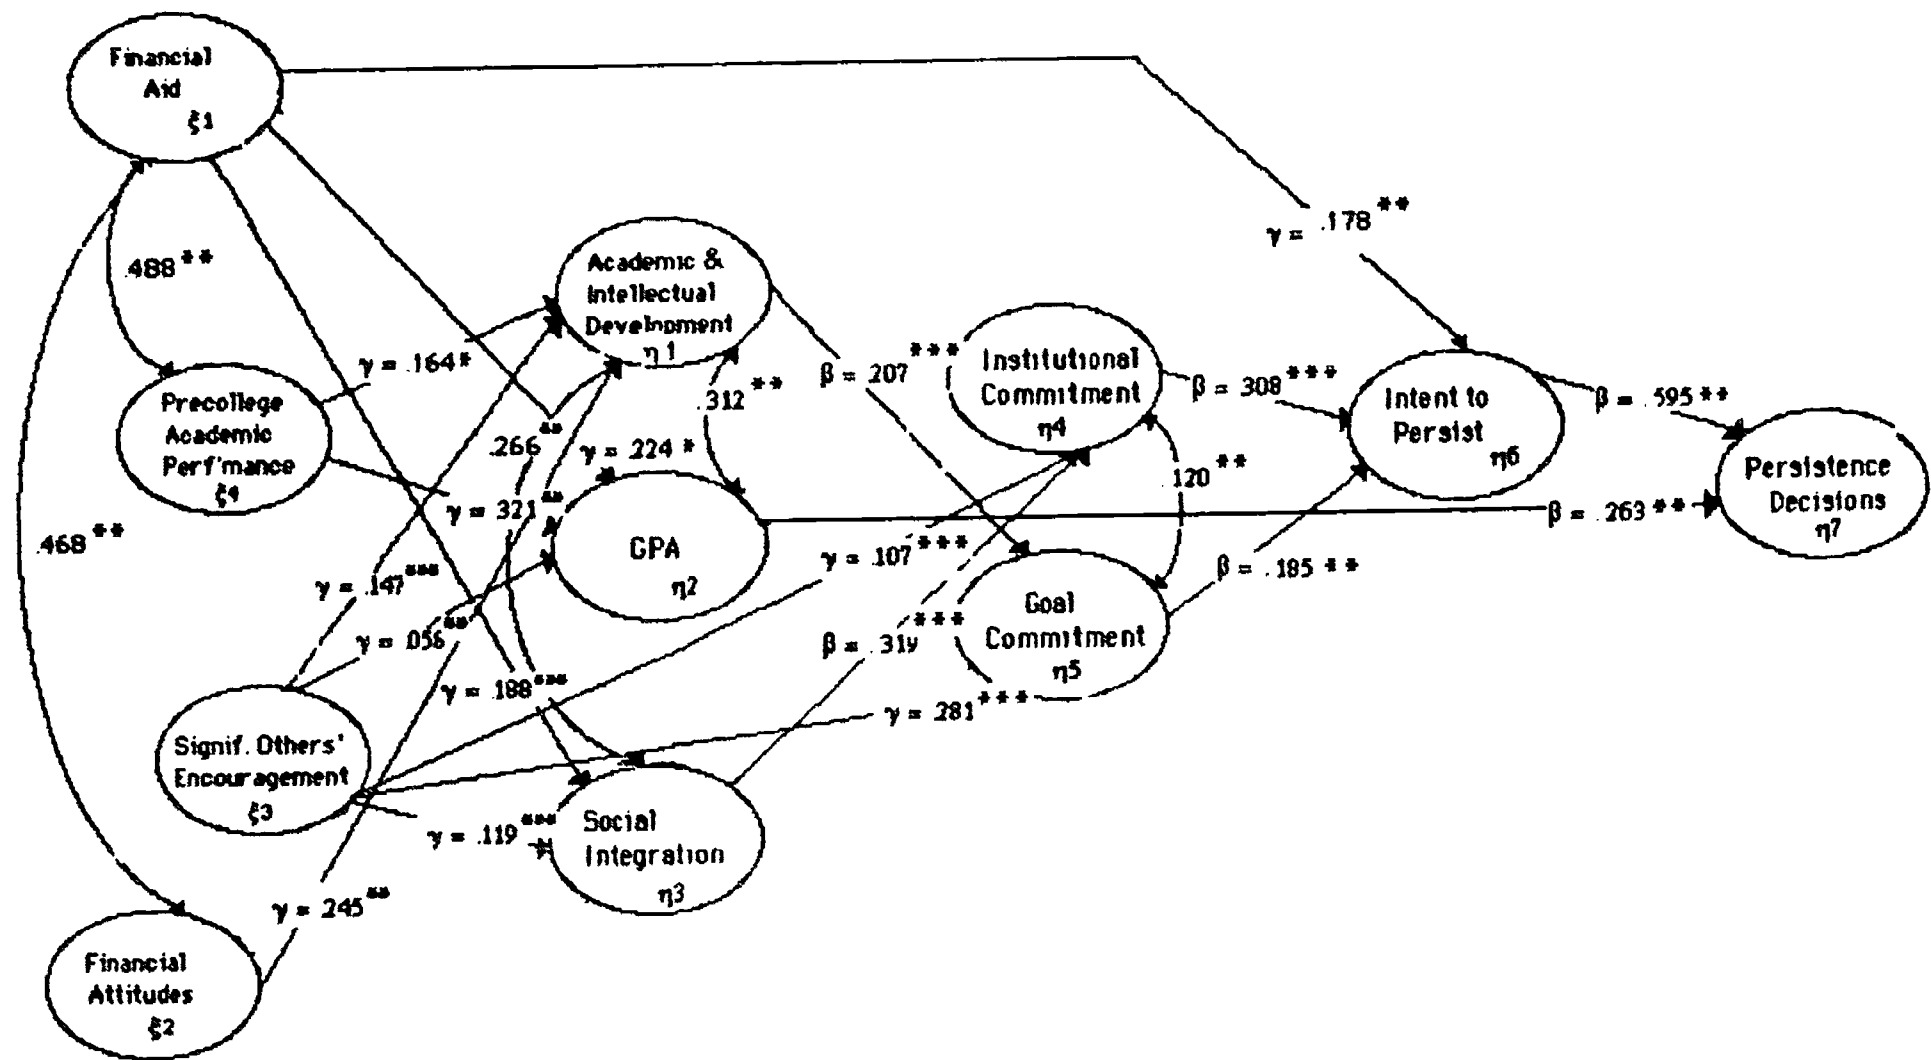 Financial
Aid
ξ1
γ = .178 **
.488 **
Academic &
Intellectual
Development
η1
γ = .164 *
β = .207 ***
Institutional
Commitment
η4
β = .308 ***
Intent to
Persist
η6
β = .595 **
Precollege
Academic
Perf'mance
ξ4
.312 **
.266 **
γ = .224 *
.120 **
Persistence
Decisions
η7
.468 **
γ = .321 **
GPA
η2
γ = .107 ***
β = .263 **
γ = .147 ***
β = .185 **
γ = .056 **
β = .319 ***
Goal
Commitment
η5
γ = .188 ***
γ = .281 ***
Signif. Others'
Encouragement
ξ3
γ = .119 ***
Social
Integration
η3
γ = .245 **
Financial
Attitudes
ξ2